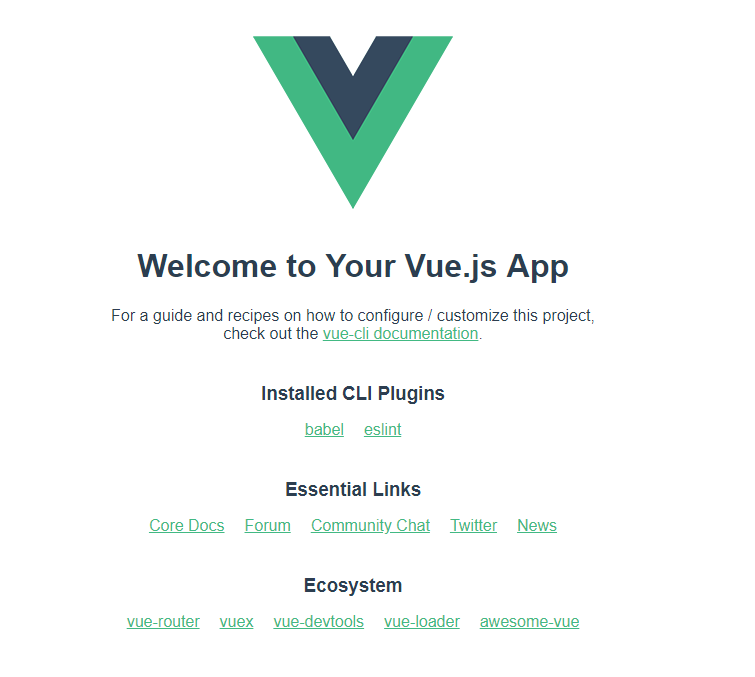 Welcome to Your Vue.js App
For a guide and recipes on how to configure / customize this project,
check out the vue-cli documentation.
Installed CLI Plugins
babel eslint
Essential Links
Core Docs Forum Community Chat Twitter News
Ecosystem
vue-router vuex vue-devtools vue-loader awesome-vue